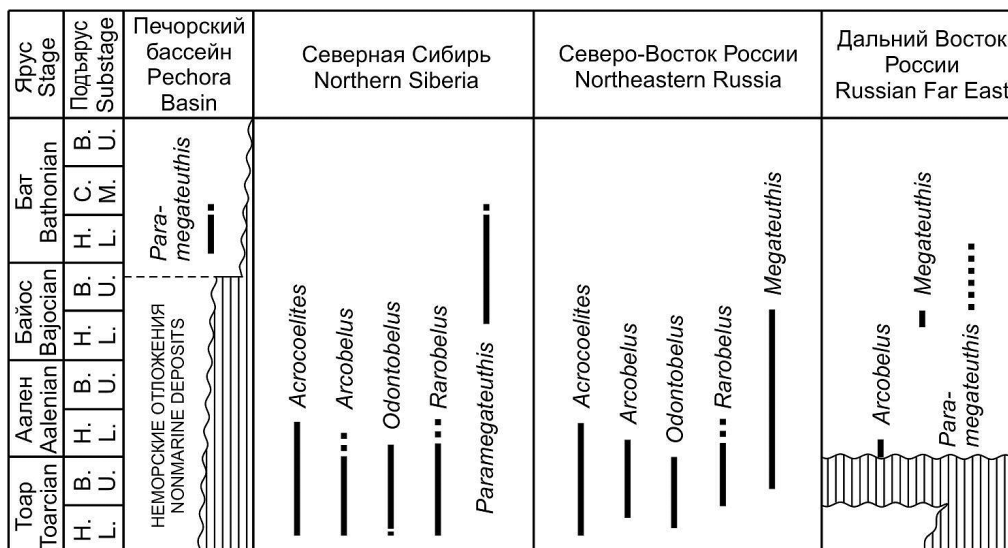 Ярус
Stage
Подъярус
Substage
Печорский
бассейн
Pechora
Basin
Северная Сибирь
Northern Siberia
Северо-Восток России
Northeastern Russia
Дальний Восток
России
Russian Far East
Бат
Bathonian
В.
U.
С.
M.
Н.
L.
Байос
Bajocian
В.
U.
Н.
L.
Аален
Aalenian
В.
U.
Н.
L.
Тоар
Toarcian
В.
U.
Н.
L.
Para-
megateuthis
НЕМОРСКИЕ ОТЛОЖЕНИЯ
NONMARINE DEPOSITS
Acrocoelites
Arcobelus
Odontobelus
Rarobelus
Paramegateuthis
Acrocoelites
Arcobelus
Odontobelus
Rarobelus
Megateuthis
Arcobelus
Megateuthis
Para-
megateuthis